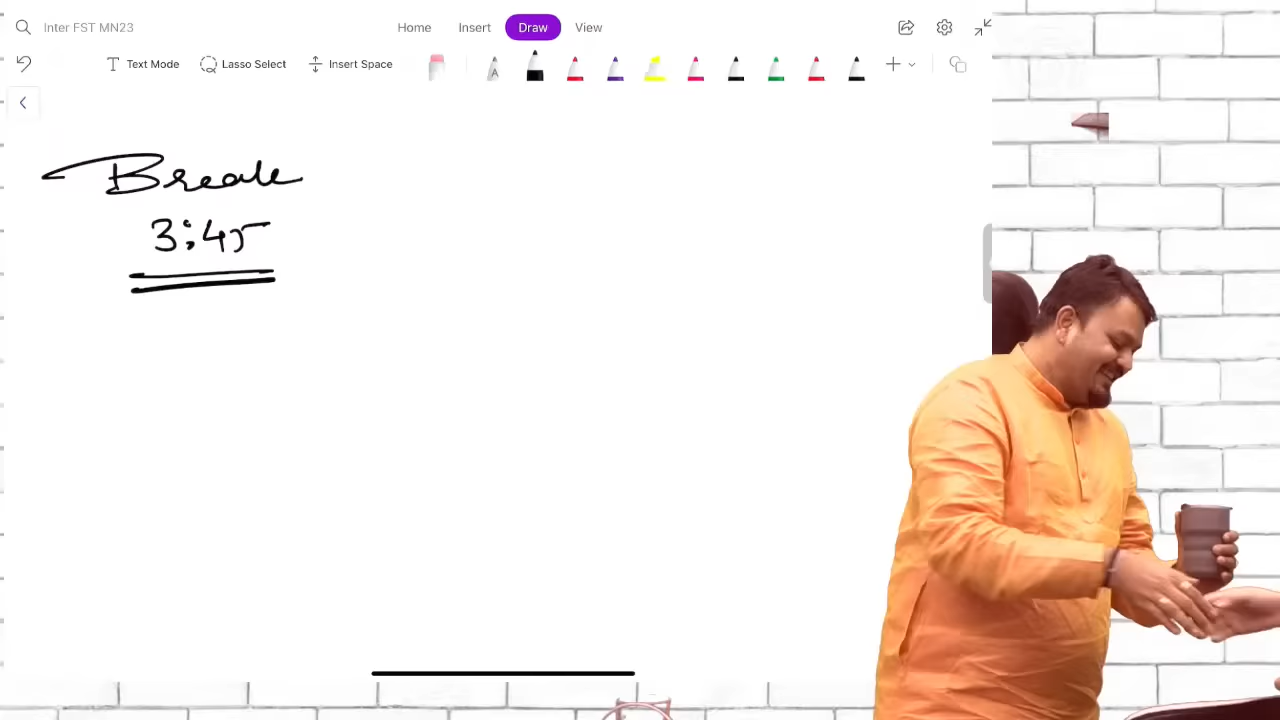 Inter FST MN23
Home Insert Draw View
Text Mode Lasso Select Insert Space
Break
3:45